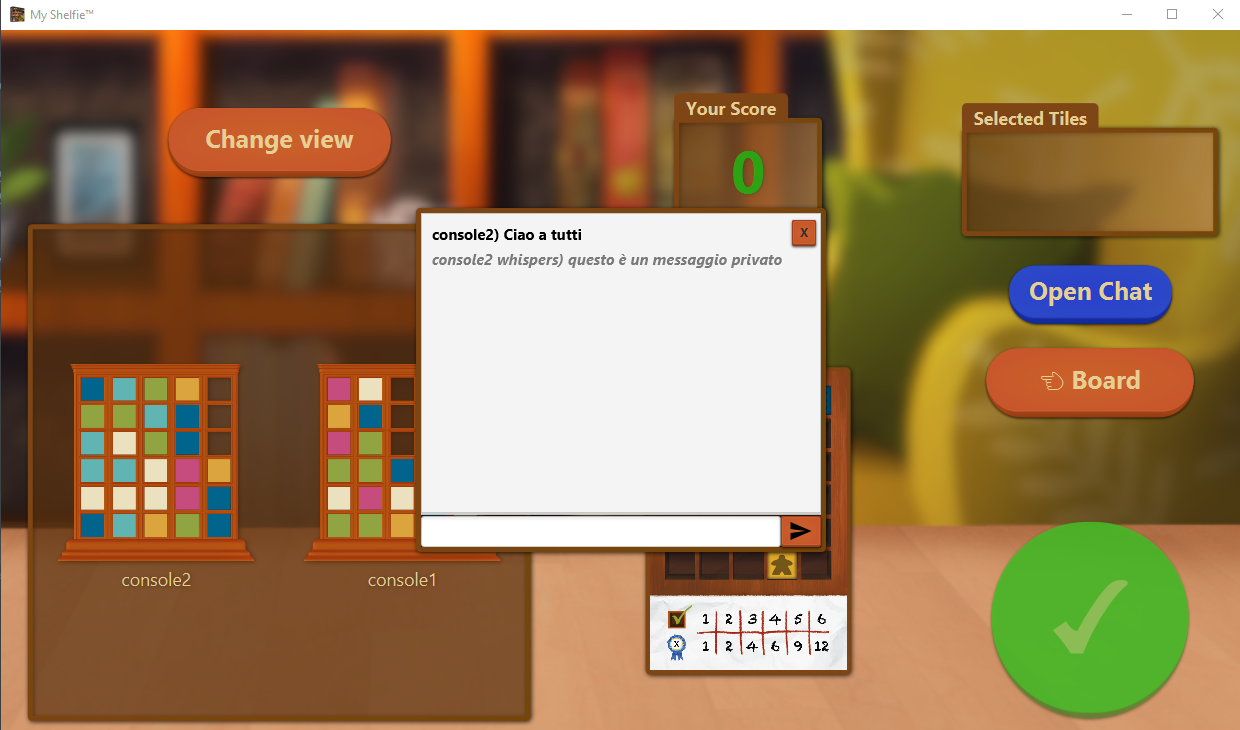 My Shelfie™
Change view
Your Score
0
Selected Tiles
console2) Ciao a tutti
X
console2 whispers) questo è un messaggio privato
Open Chat
Board
console2
console1
1 2 3 4 5 6
X
1 2 4 6 9 12